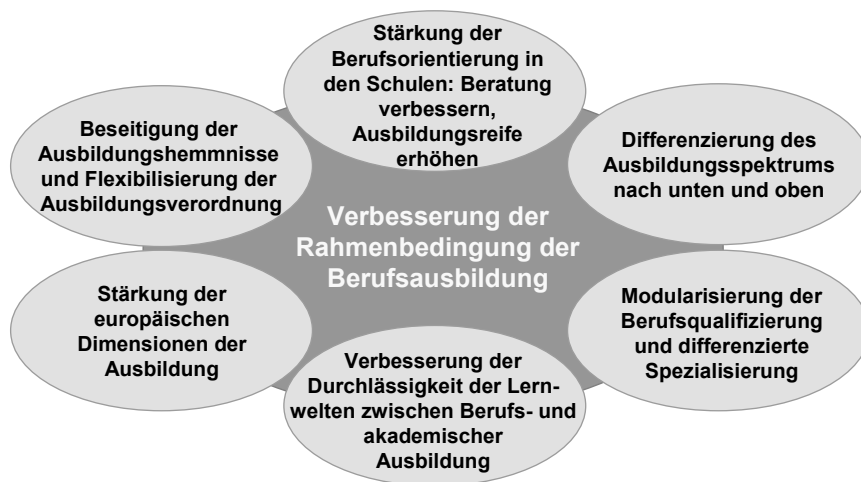 Stärkung der
Berufsorientierung in
den Schulen: Beratung
verbessern,
Ausbildungsreife
erhöhen
Beseitigung der
Ausbildungshemmnisse
und Flexibilisierung der
Ausbildungsverordnung
Differenzierung des
Ausbildungsspektrums
nach unten und oben
Verbesserung der
Rahmenbedingung der
Berufsausbildung
Stärkung der
europäischen
Dimensionen der
Ausbildung
Modularisierung der
Berufsqualifizierung
und differenzierte
Spezialisierung
Verbesserung der
Durchlässigkeit der Lern-
welten zwischen Berufs- und
akademischer
Ausbildung